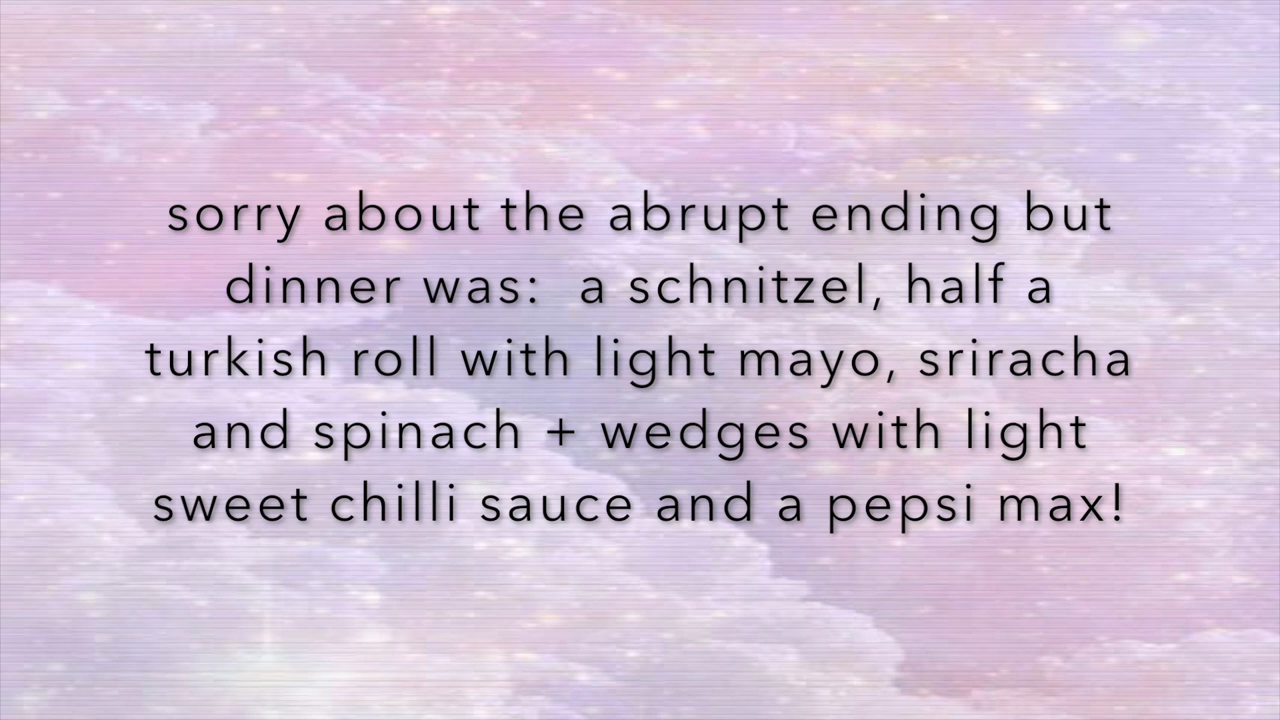 sorry about the abrupt ending but
dinner was:  a schnitzel, half a
turkish roll with light mayo, sriracha
and spinach + wedges with light
sweet chilli sauce and a pepsi max!